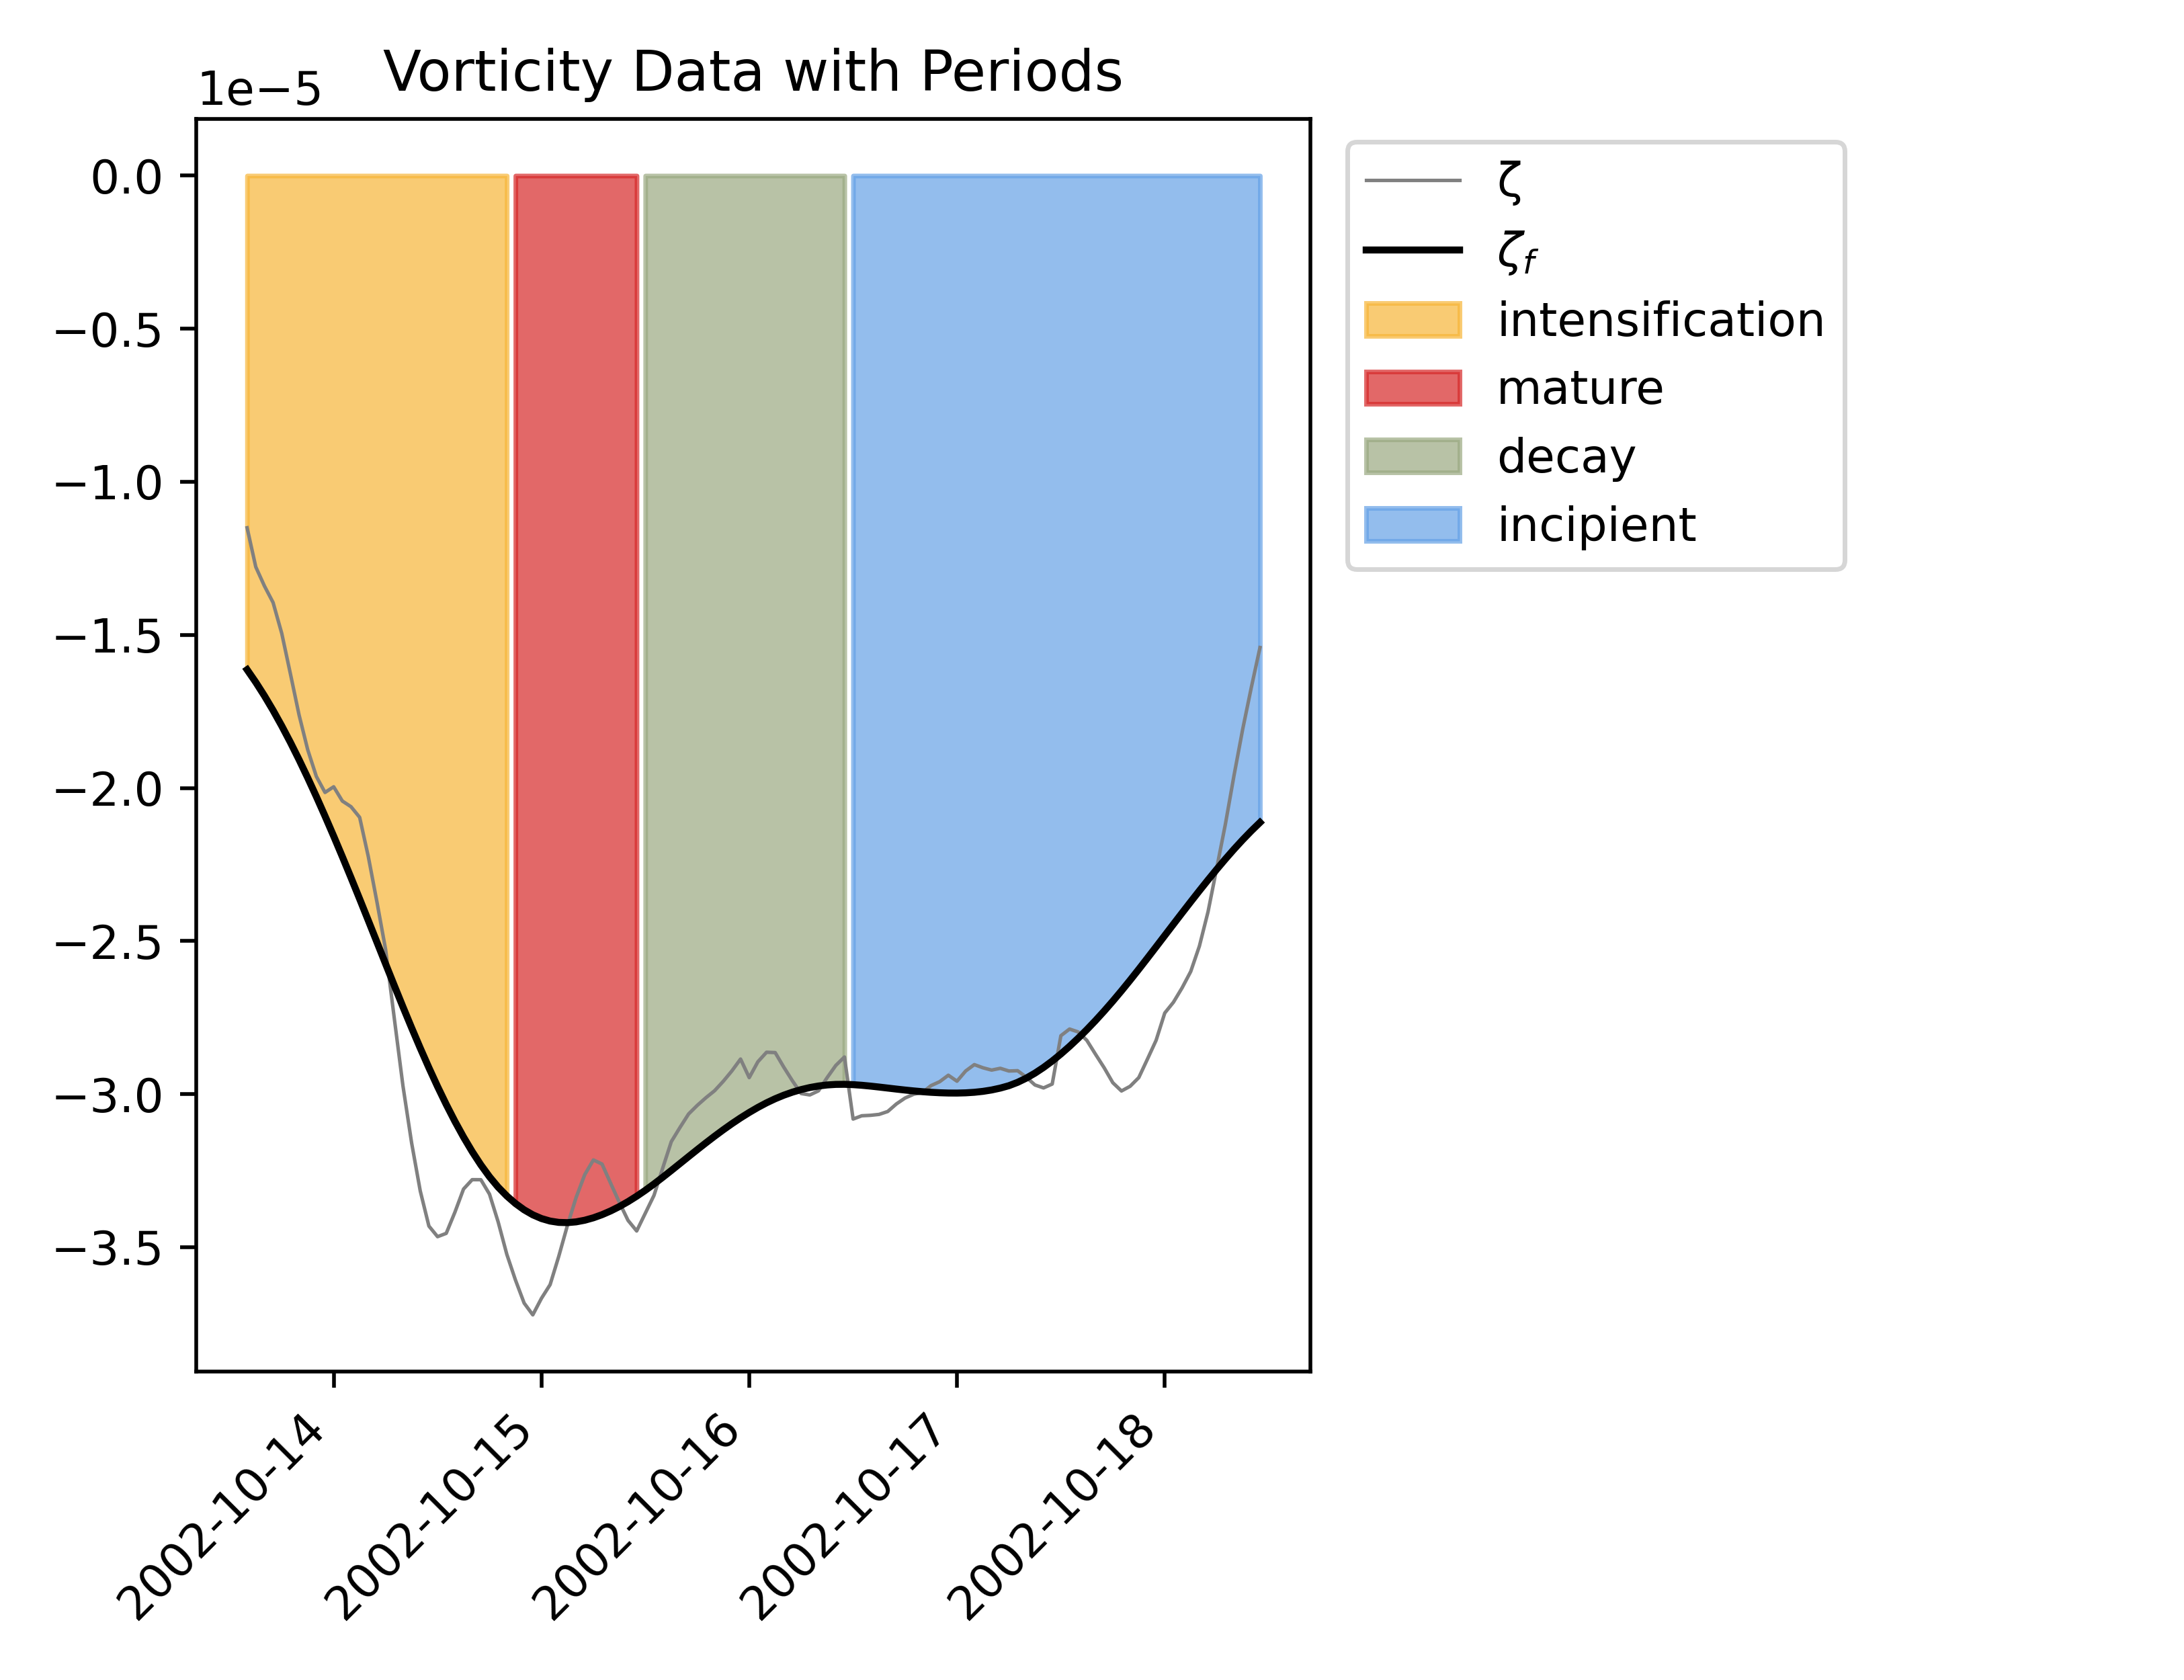 Vorticity Data with Periods
1e−5
0.0
−0.5
−1.0
−1.5
−2.0
−2.5
−3.0
−3.5
2002-10-14
2002-10-15
2002-10-16
2002-10-17
2002-10-18
ζ
ζf
intensification
mature
decay
incipient